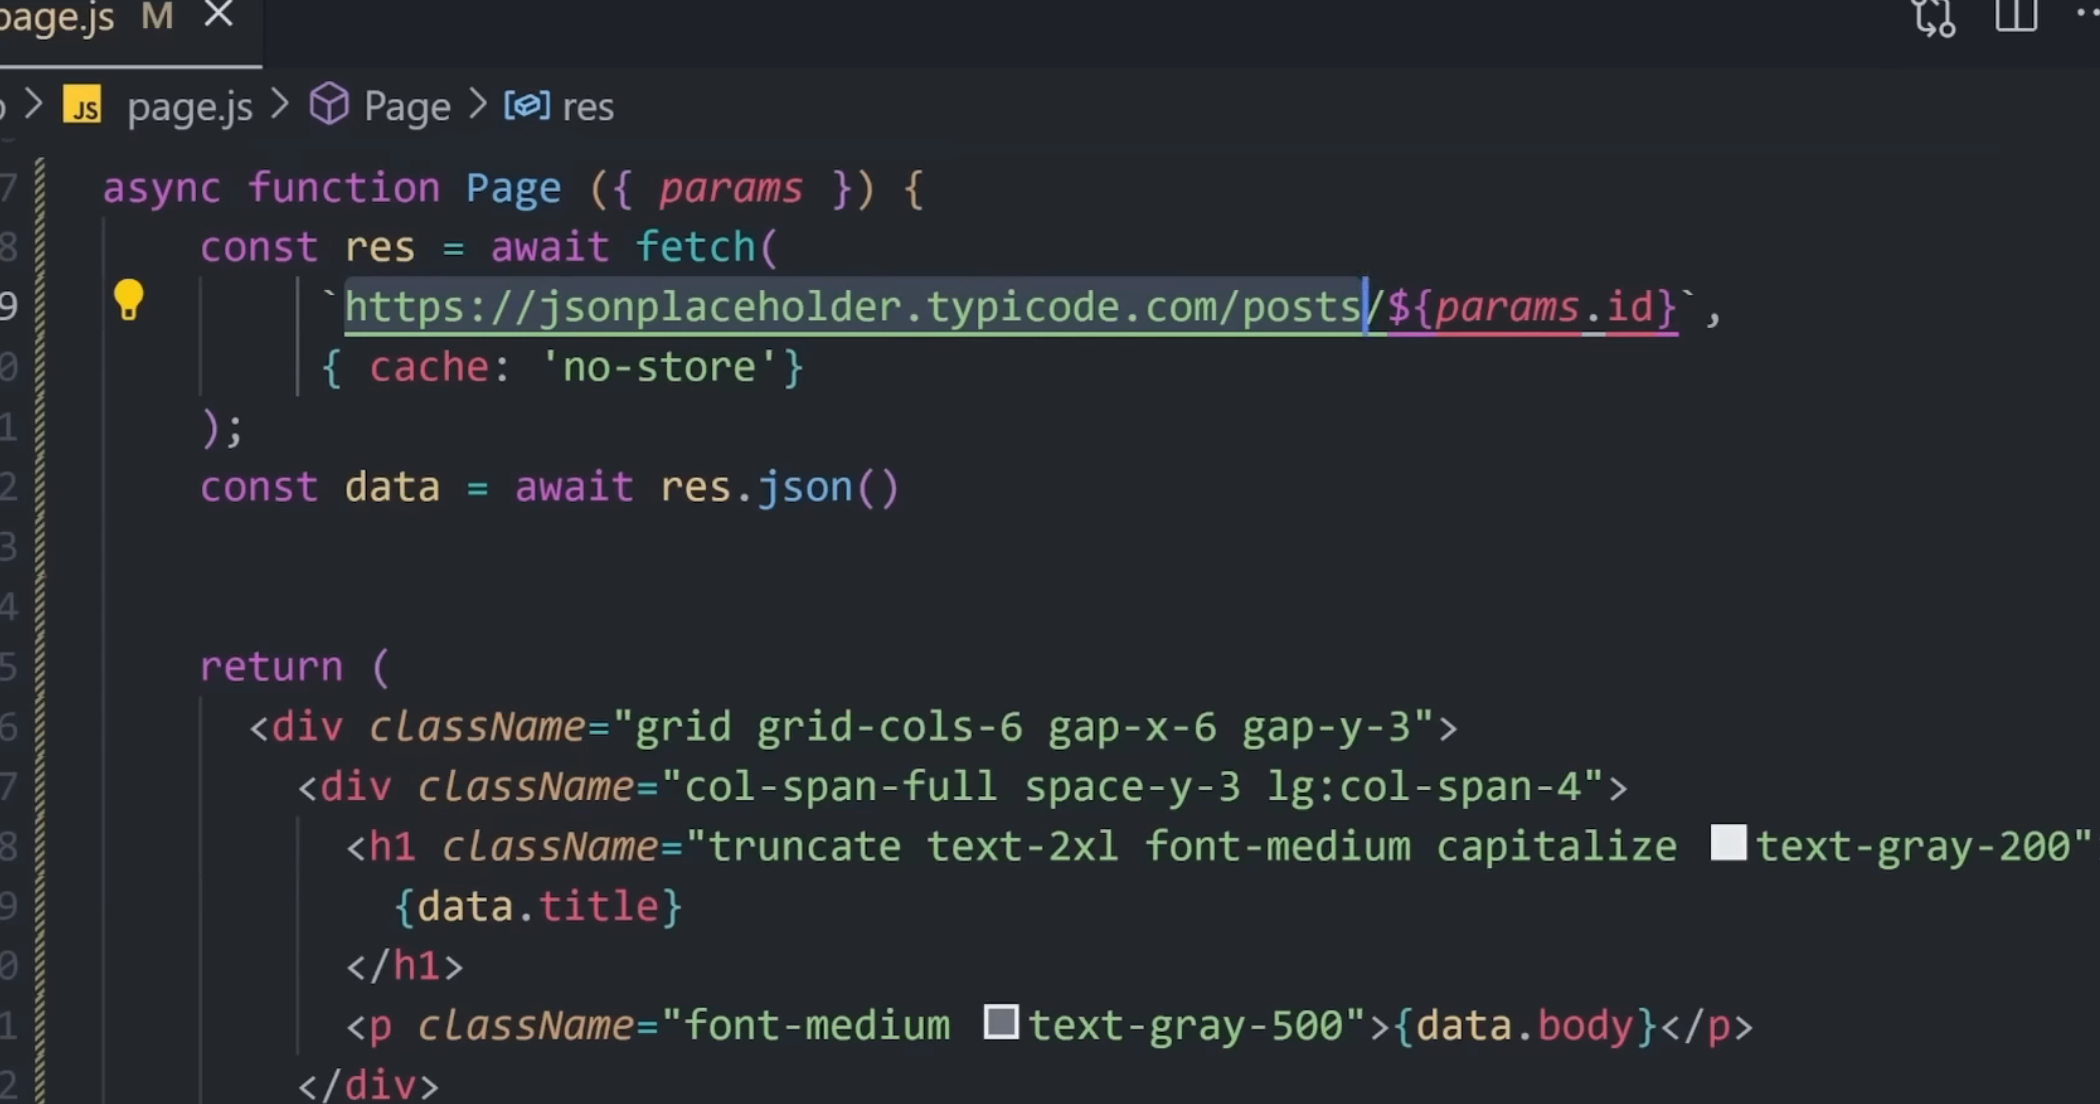 page.js M
JS page.js > Page > res
7 async function Page ({ params }) {
8 const res = await fetch(
9 `https://jsonplaceholder.typicode.com/posts/${params.id}`,
0 { cache: 'no-store'}
1 );
2 const data = await res.json()
3
4
5 return (
6 <div className="grid grid-cols-6 gap-x-6 gap-y-3">
7 <div className="col-span-full space-y-3 lg:col-span-4">
8 <h1 className="truncate text-2xl font-medium capitalize text-gray-200"
9 {data.title}
0 </h1>
1 <p className="font-medium text-gray-500">{data.body}</p>
2 </div>